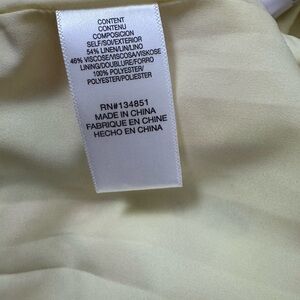 CONTENT
CONTENU
COMPOSICION
SELF/SOI/EXTERIOR
54% LINEN/LIN/LINO
46% VISCOSE/VISCOSA/VISKOSE
LINING/DOUBLURE/FORRO
100% POLYESTER/
POLYESTER/POLIESTER
RN#134851
MADE IN CHINA
FABRIQUE EN CHINE
HECHO EN CHINA